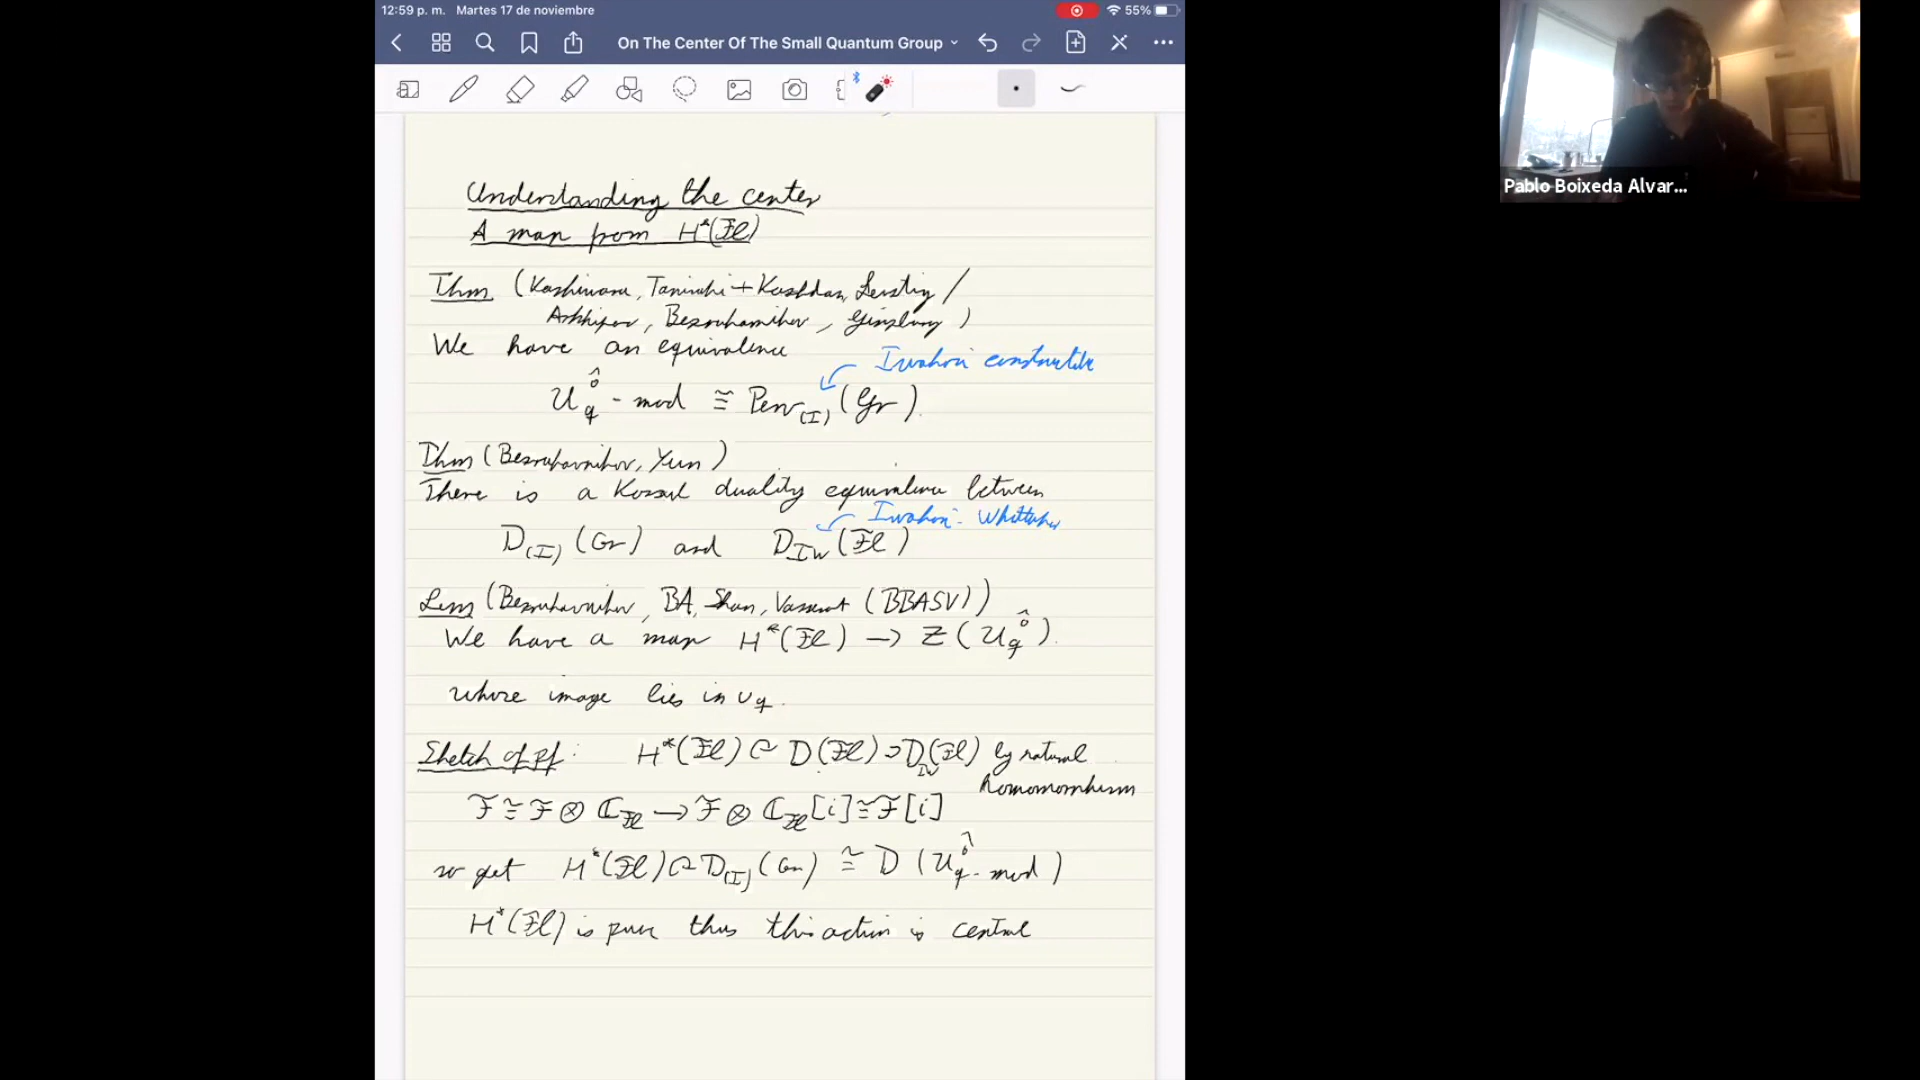 12:59 p. m. Martes 17 de noviembre
55%
On The Center Of The Small Quantum Group
Pablo Boixeda Alvar...
Understanding the center
A map from H*(Fl)
Thm (Kashiwara, Tanisaki + Kazhdan, Lusztig /
Arkhipov, Bezrukavnikov, Ginzburg)
We have an equivalence
Iwahori constructible
U_q^ô - mod ≅ Perv_(I) (Gr).
Thm (Bezrukavnikov, Yun)
There is a Koszul duality equivalence between
Iwahori - Whittaker
D_(I) (Gr) and D_IW (Fl)
Lem (Bezrukavnikov, BA, Shan, Vasserot (BBASV))
We have a map H*(Fl) → Z(U_q^ô).
whose image lies in u_q.
Sketch of pf: H*(Fl) ↷ D(Fl) ⊃ D_IW(Fl) by natural
homomorphism
F ≅ F ⊗ C_Fl → F ⊗ C_Fl [i] ≅ F[i]
so get H*(Fl) ↷ D_(I) (Gr) ≅ D (U_q^ô - mod)
H*(Fl) is pure thus this action is central